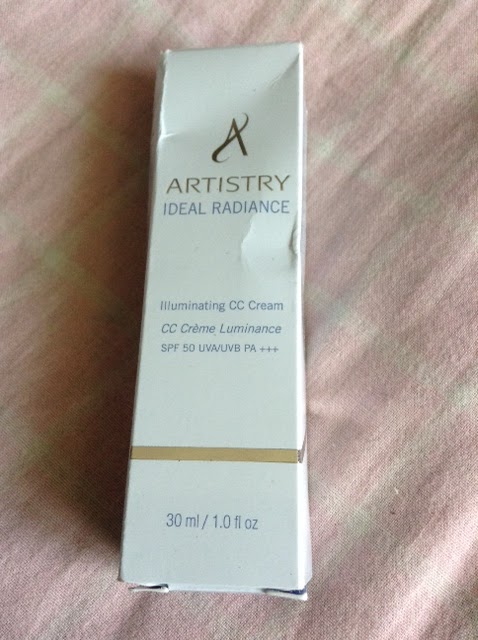 ARTISTRY
IDEAL RADIANCE
Illuminating CC Cream
CC Crème Luminance
SPF 50 UVA/UVB PA +++
30 ml / 1.0 fl oz